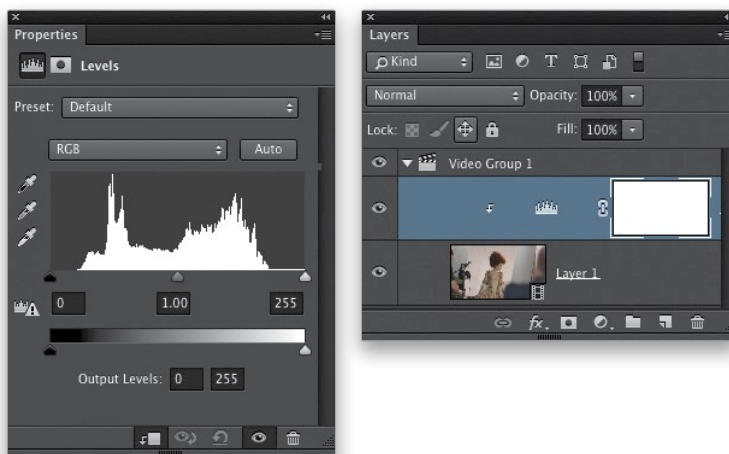 Properties
Levels
Preset: Default
RGB
Auto
0
1.00
255
Output Levels: 0 255
Layers
Kind
T
Normal
Opacity: 100%
Lock:
Fill: 100%
Video Group 1
Layer 1
fx.